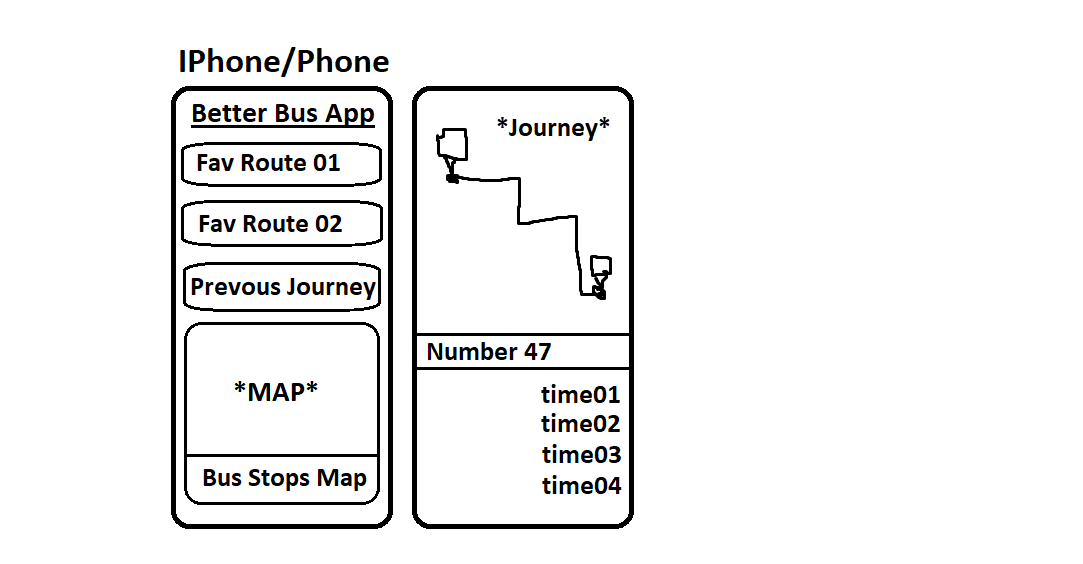 IPhone/Phone
Better Bus App
Fav Route 01
Fav Route 02
Prevous Journey
*MAP*
Bus Stops Map
*Journey*
Number 47
time01
time02
time03
time04